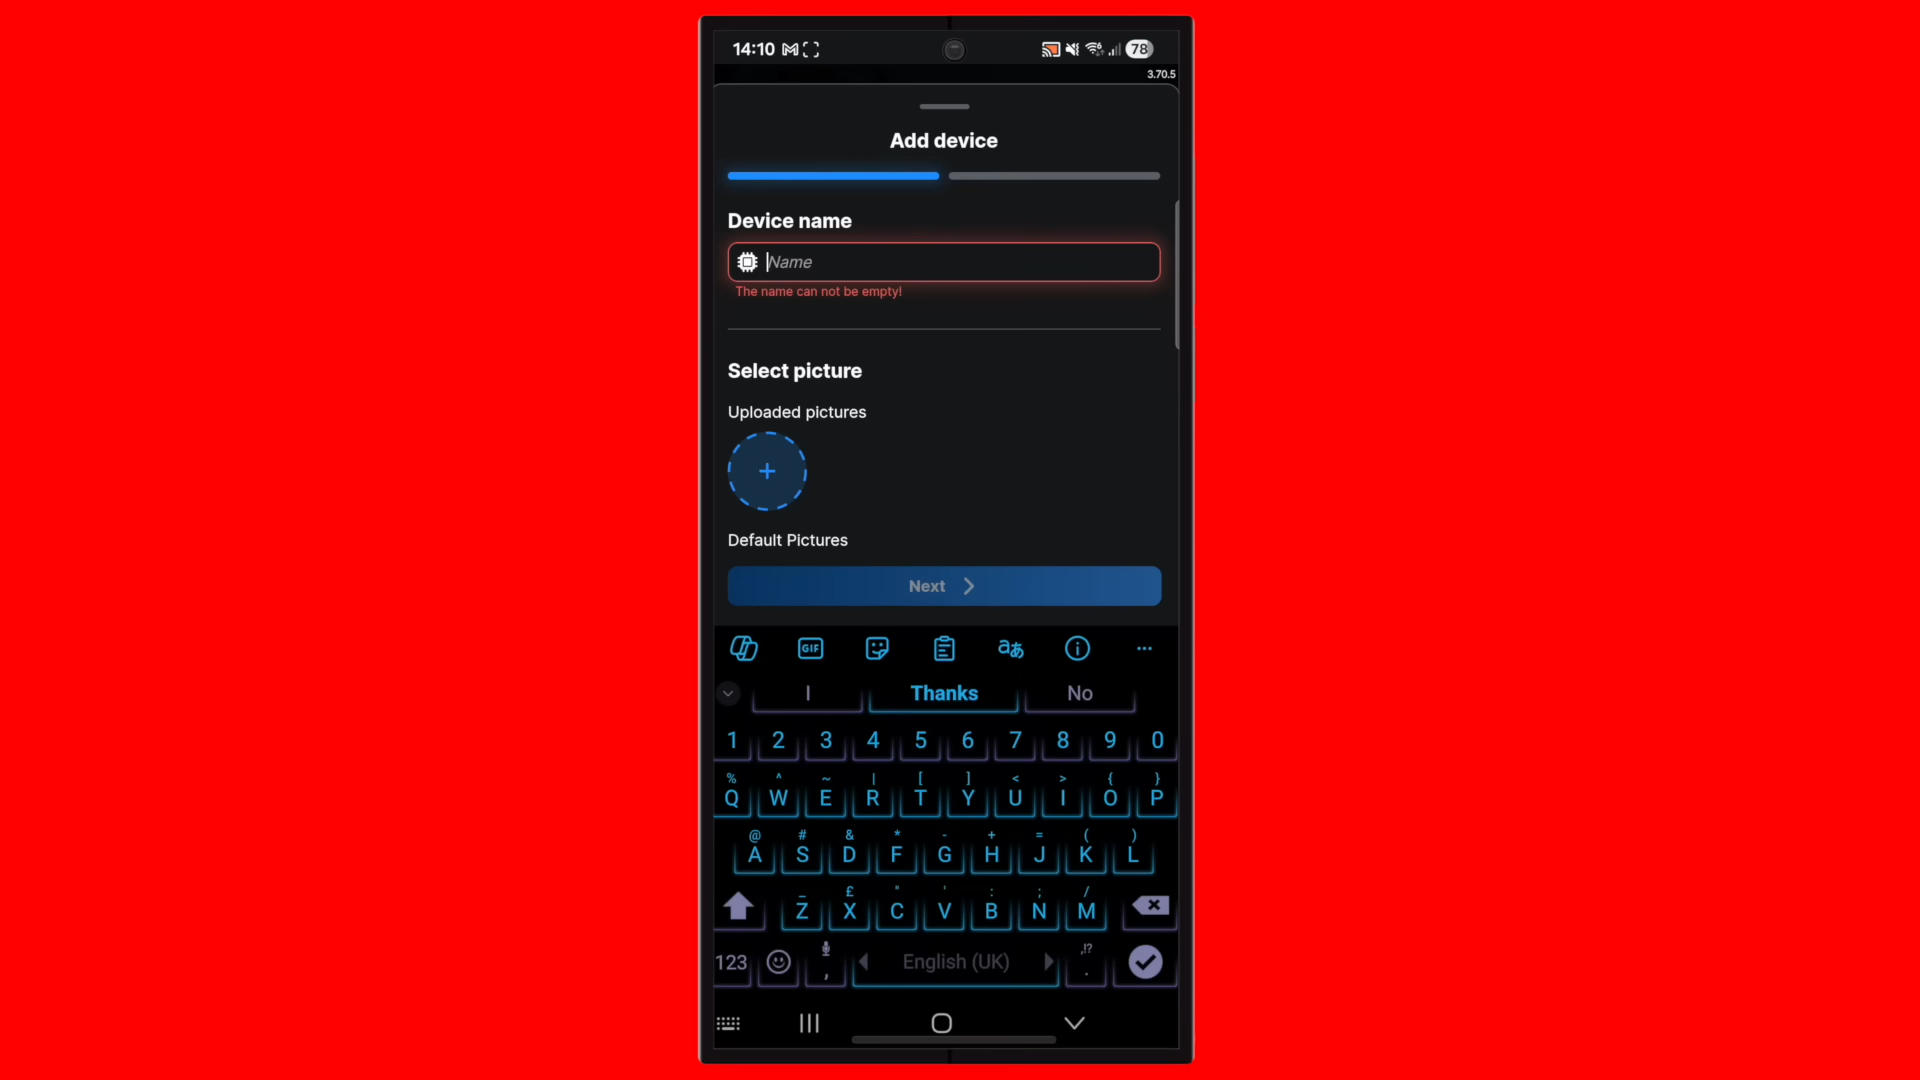 14:10
78
3.70.5
Add device
Device name
Name
The name can not be empty!
Select picture
Uploaded pictures
+
Default Pictures
Next
GIF
aあ
I Thanks No
1 2 3 4 5 6 7 8 9 0
% ^ ~ | [ ] < > { }
Q W E R T Y U I O P
@ # & * - + = ( )
A S D F G H J K L
_ £ " ' : ; /
Z X C V B N M
,!?
123 , English (UK) .